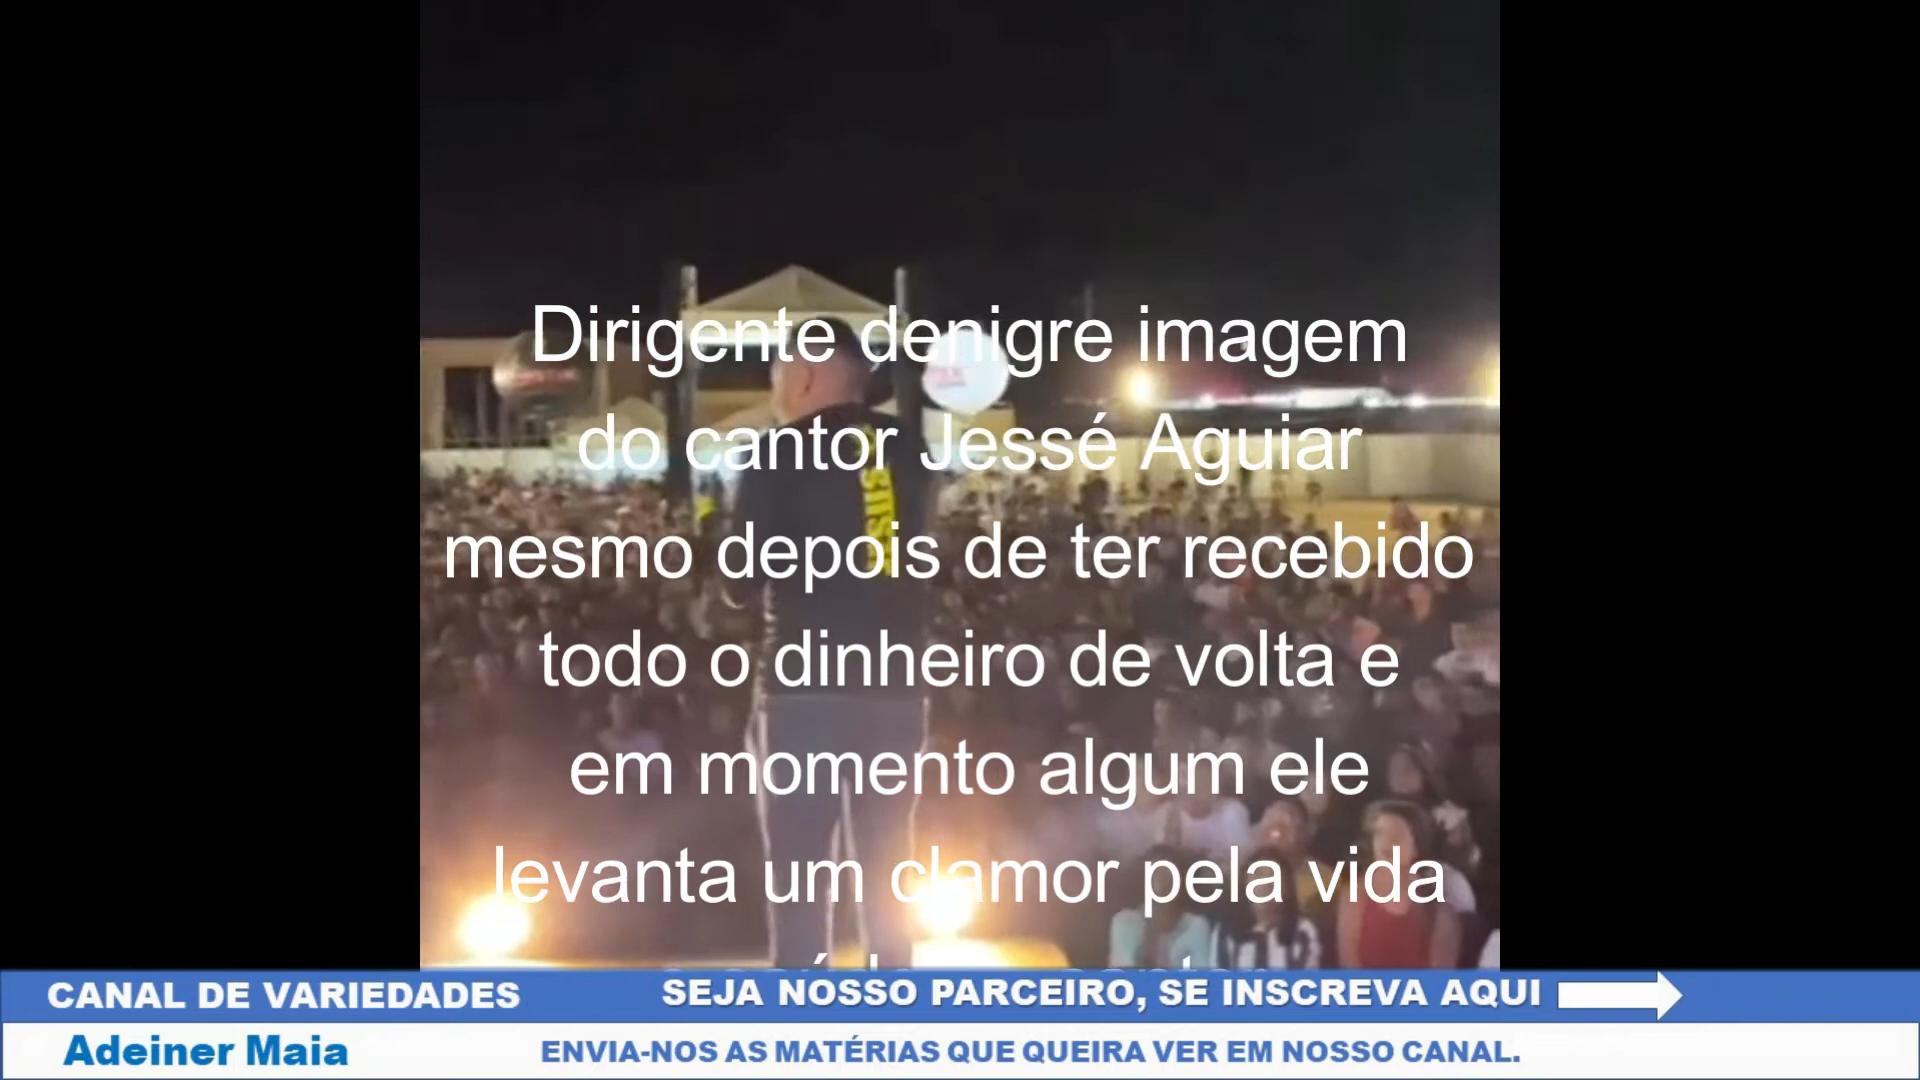 Dirigente denigre imagem
do cantor Jessé Aguiar
mesmo depois de ter recebido
todo o dinheiro de volta e
em momento algum ele
levanta um clamor pela vida
CANAL DE VARIEDADES
SEJA NOSSO PARCEIRO, SE INSCREVA AQUI
Adeiner Maia
ENVIA-NOS AS MATÉRIAS QUE QUEIRA VER EM NOSSO CANAL.